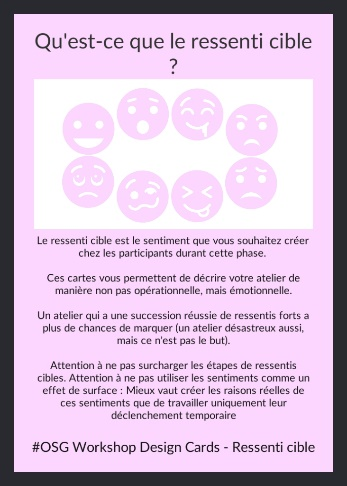 Qu'est-ce que le ressenti cible
?
Le ressenti cible est le sentiment que vous souhaitez créer
chez les participants durant cette phase.
Ces cartes vous permettent de décrire votre atelier de
manière non pas opérationnelle, mais émotionnelle.
Un atelier qui a une succession réussie de ressentis forts a
plus de chances de marquer (un atelier désastreux aussi,
mais ce n'est pas le but).
Attention à ne pas surcharger les étapes de ressentis
cibles. Attention à ne pas utiliser les sentiments comme un
effet de surface : Mieux vaut créer les raisons réelles de
ces sentiments que de travailler uniquement leur
déclenchement temporaire
#OSG Workshop Design Cards - Ressenti cible